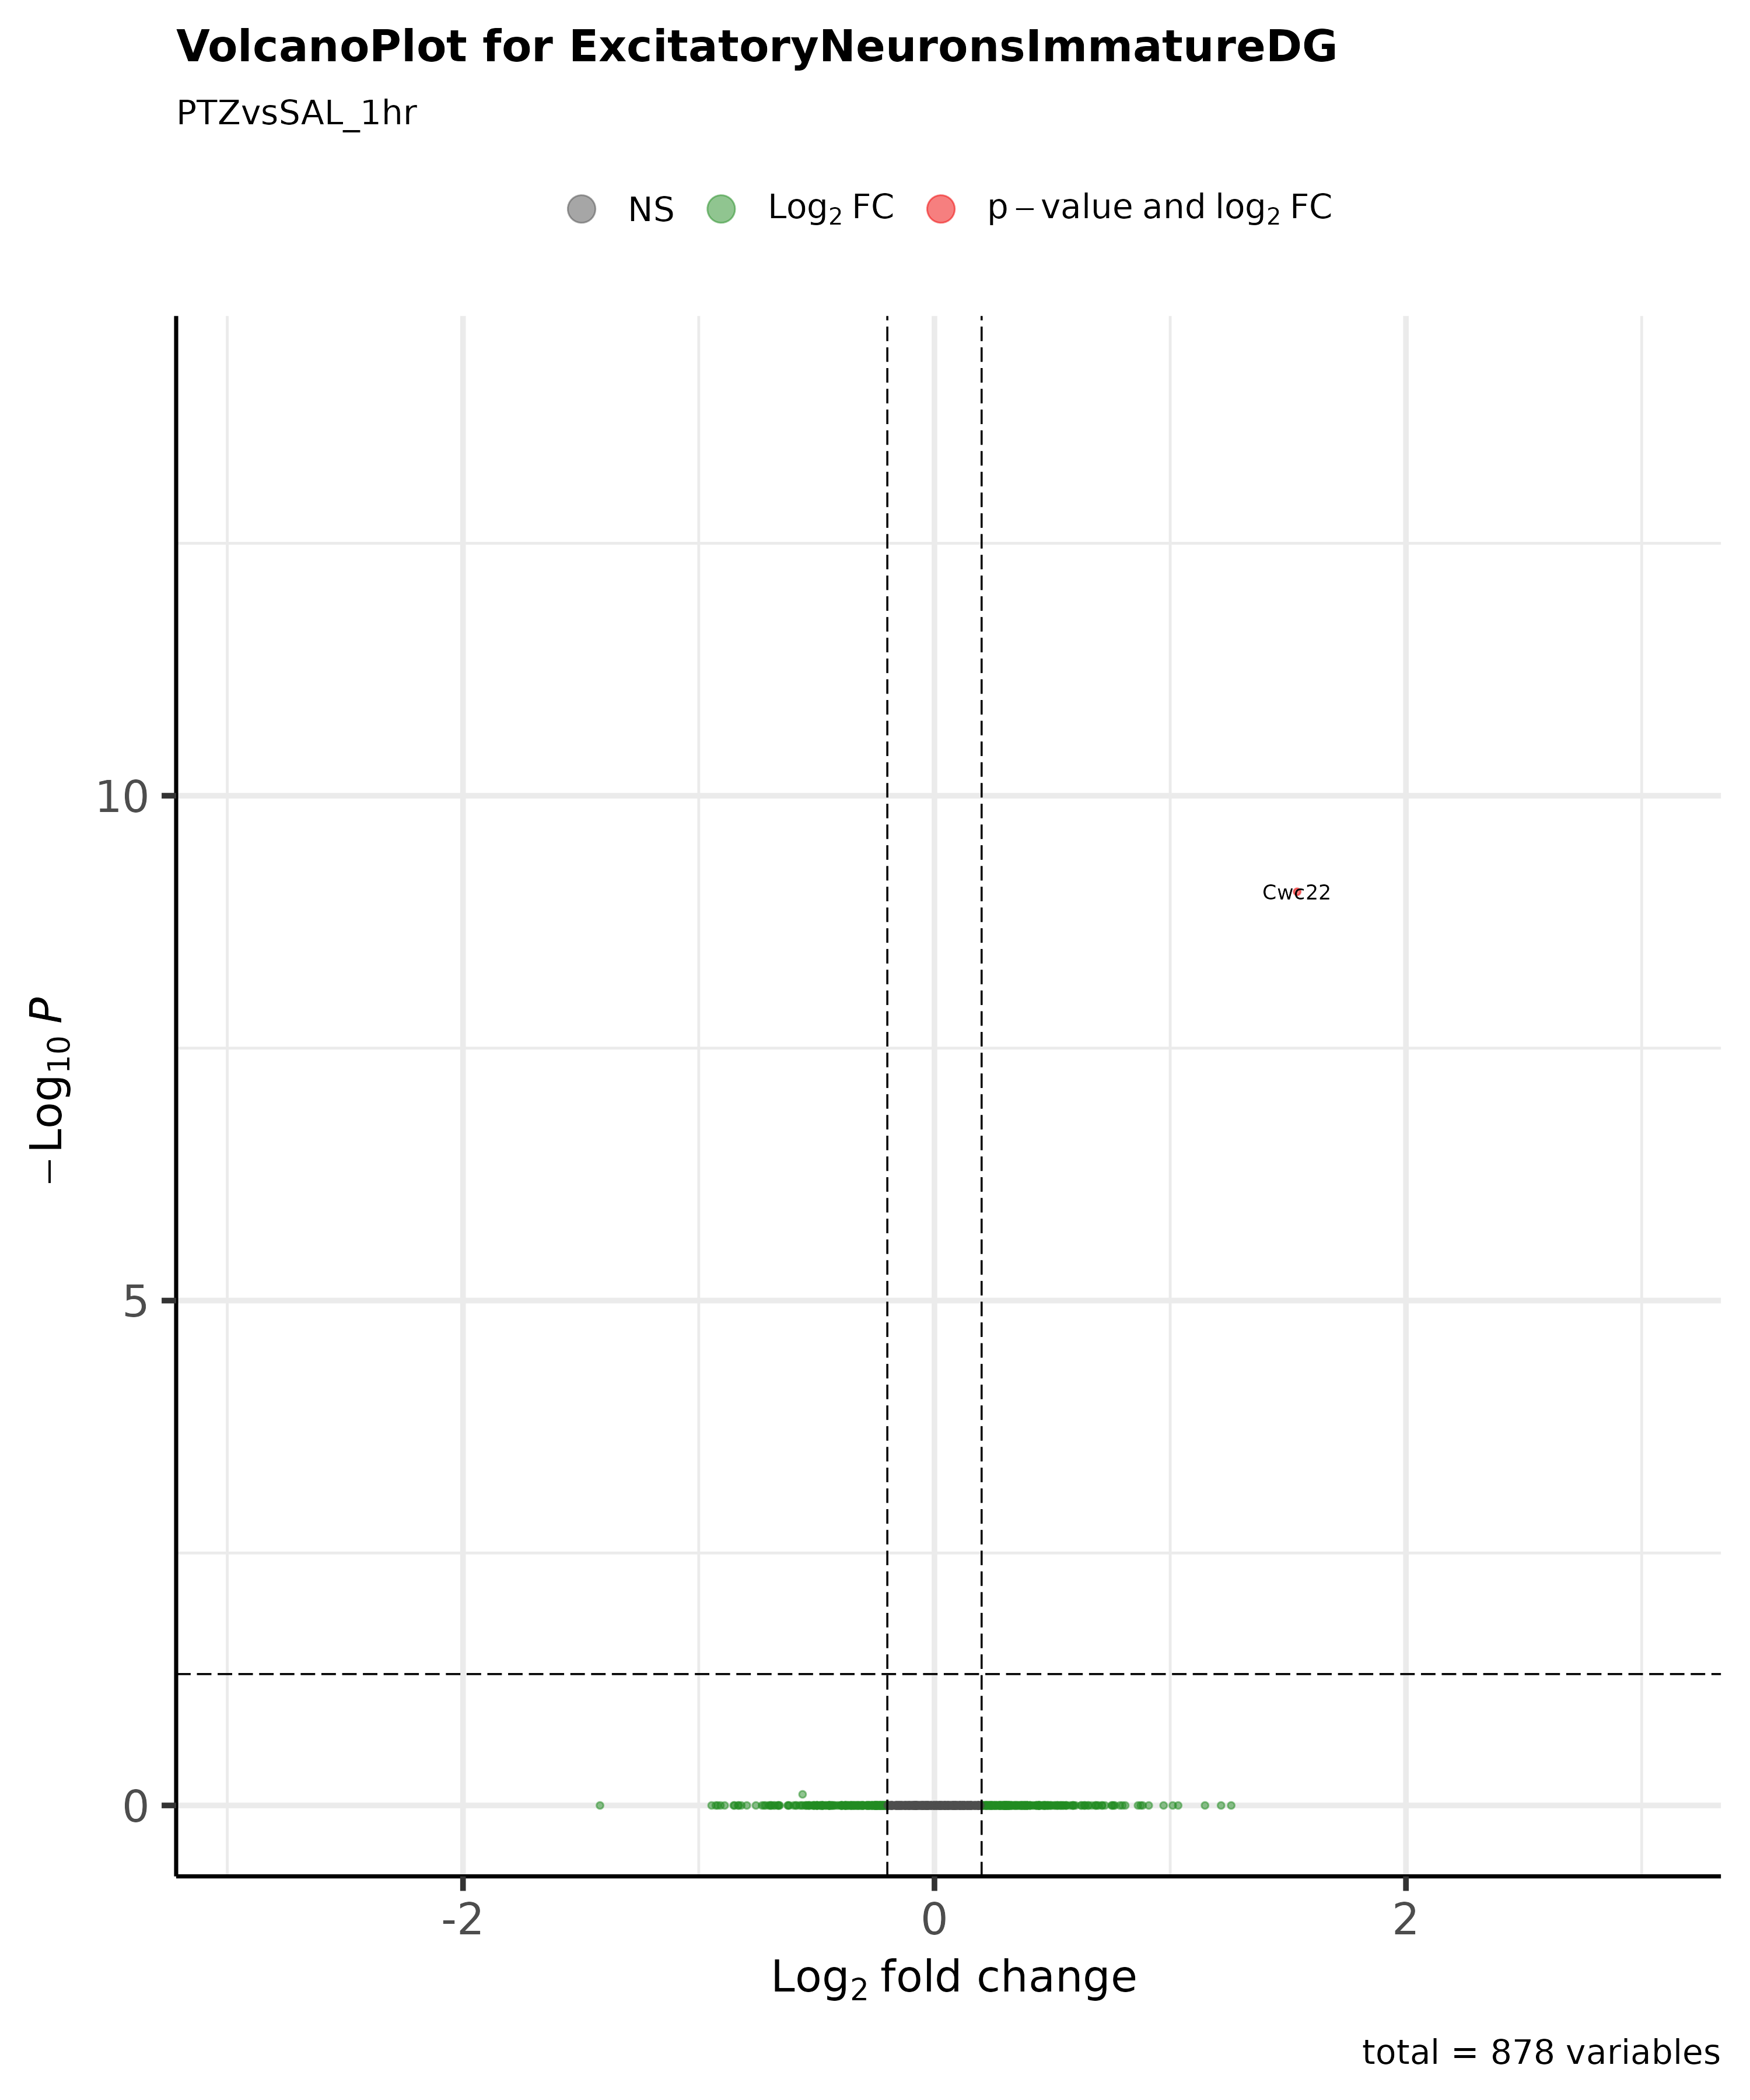 VolcanoPlot for ExcitatoryNeuronsImmatureDG
PTZvsSAL_1hr
NS Log₂ FC p – value and log₂ FC
10
Cwc22
5
0
−Log₁₀ P
-2 0 2
Log₂ fold change
total = 878 variables